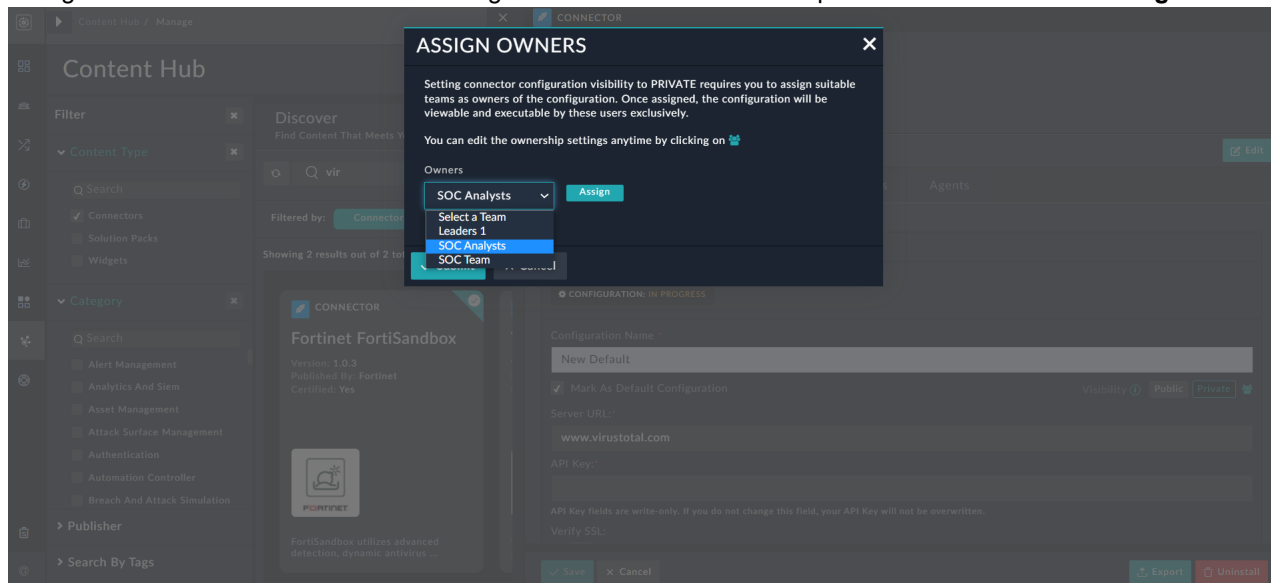 Content Hub / Manage
CONNECTOR
ASSIGN OWNERS
Setting connector configuration visibility to PRIVATE requires you to assign suitable
teams as owners of the configuration. Once assigned, the configuration will be
viewable and executable by these users exclusively.
You can edit the ownership settings anytime by clicking on
Owners
SOC Analysts
Assign
Select a Team
Leaders 1
SOC Analysts
SOC Team
Cancel
Content Hub
Filter
Content Type
Search
Connectors
Solution Packs
Widgets
Category
Search
Alert Management
Analytics And Siem
Asset Management
Attack Surface Management
Authentication
Automation Controller
Breach And Attack Simulation
Publisher
Search By Tags
Discover
Find Content That Meets
vir
Filtered by:
Connector
Showing 2 results out of 2
CONNECTOR
Fortinet FortiSandbox
Version: 1.0.3
Published By: Fortinet
Certified: Yes
FORTINET
FortiSandbox utilizes advanced
detection, dynamic antivirus ...
Edit
Agents
CONFIGURATION: IN PROGRESS
Configuration Name *
New Default
Mark As Default Configuration
Visibility
Public
Private
Server URL:*
www.virustotal.com
API Key:*
API Key fields are write-only. If you do not change this field, your API Key will not be overwritten.
Verify SSL:
Save
Cancel
Export
Uninstall